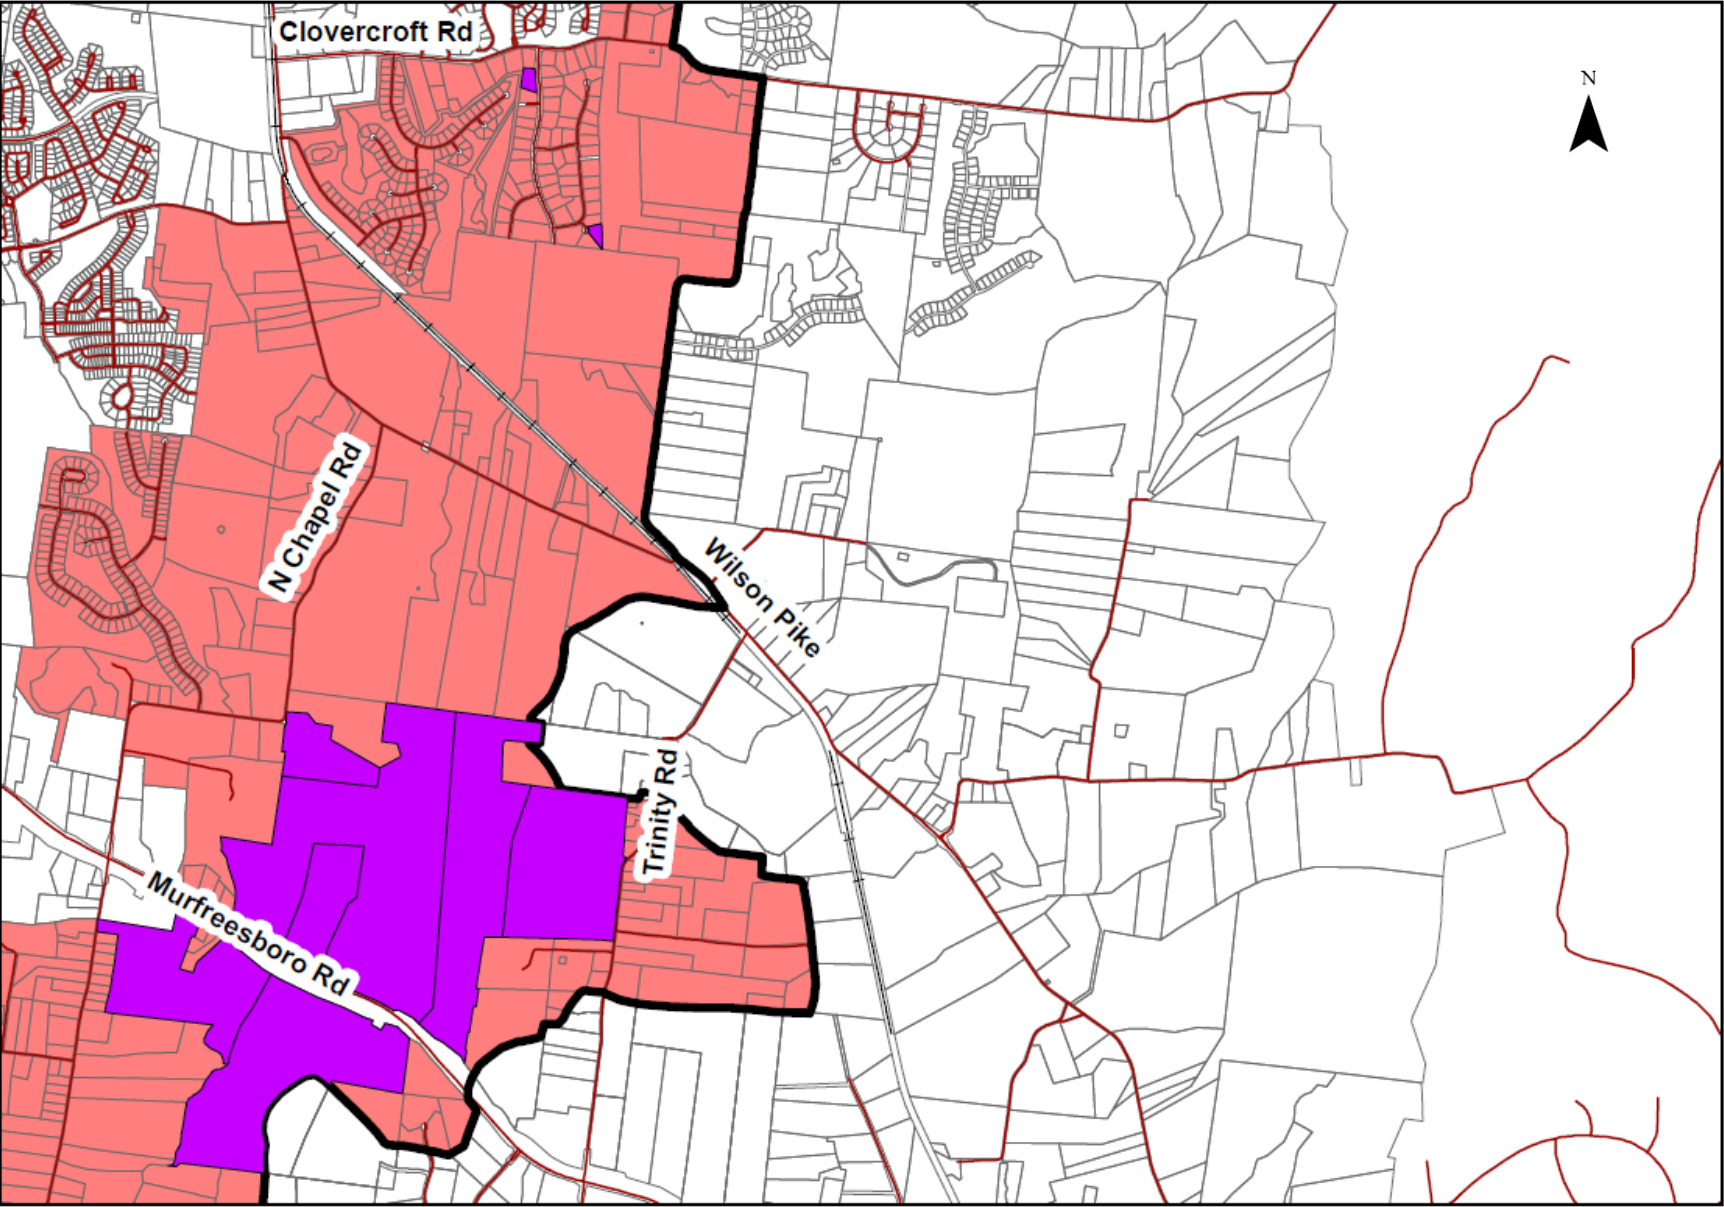 Clovercroft Rd
N
N Chapel Rd
Wilson Pike
Trinity Rd
Murfreesboro Rd